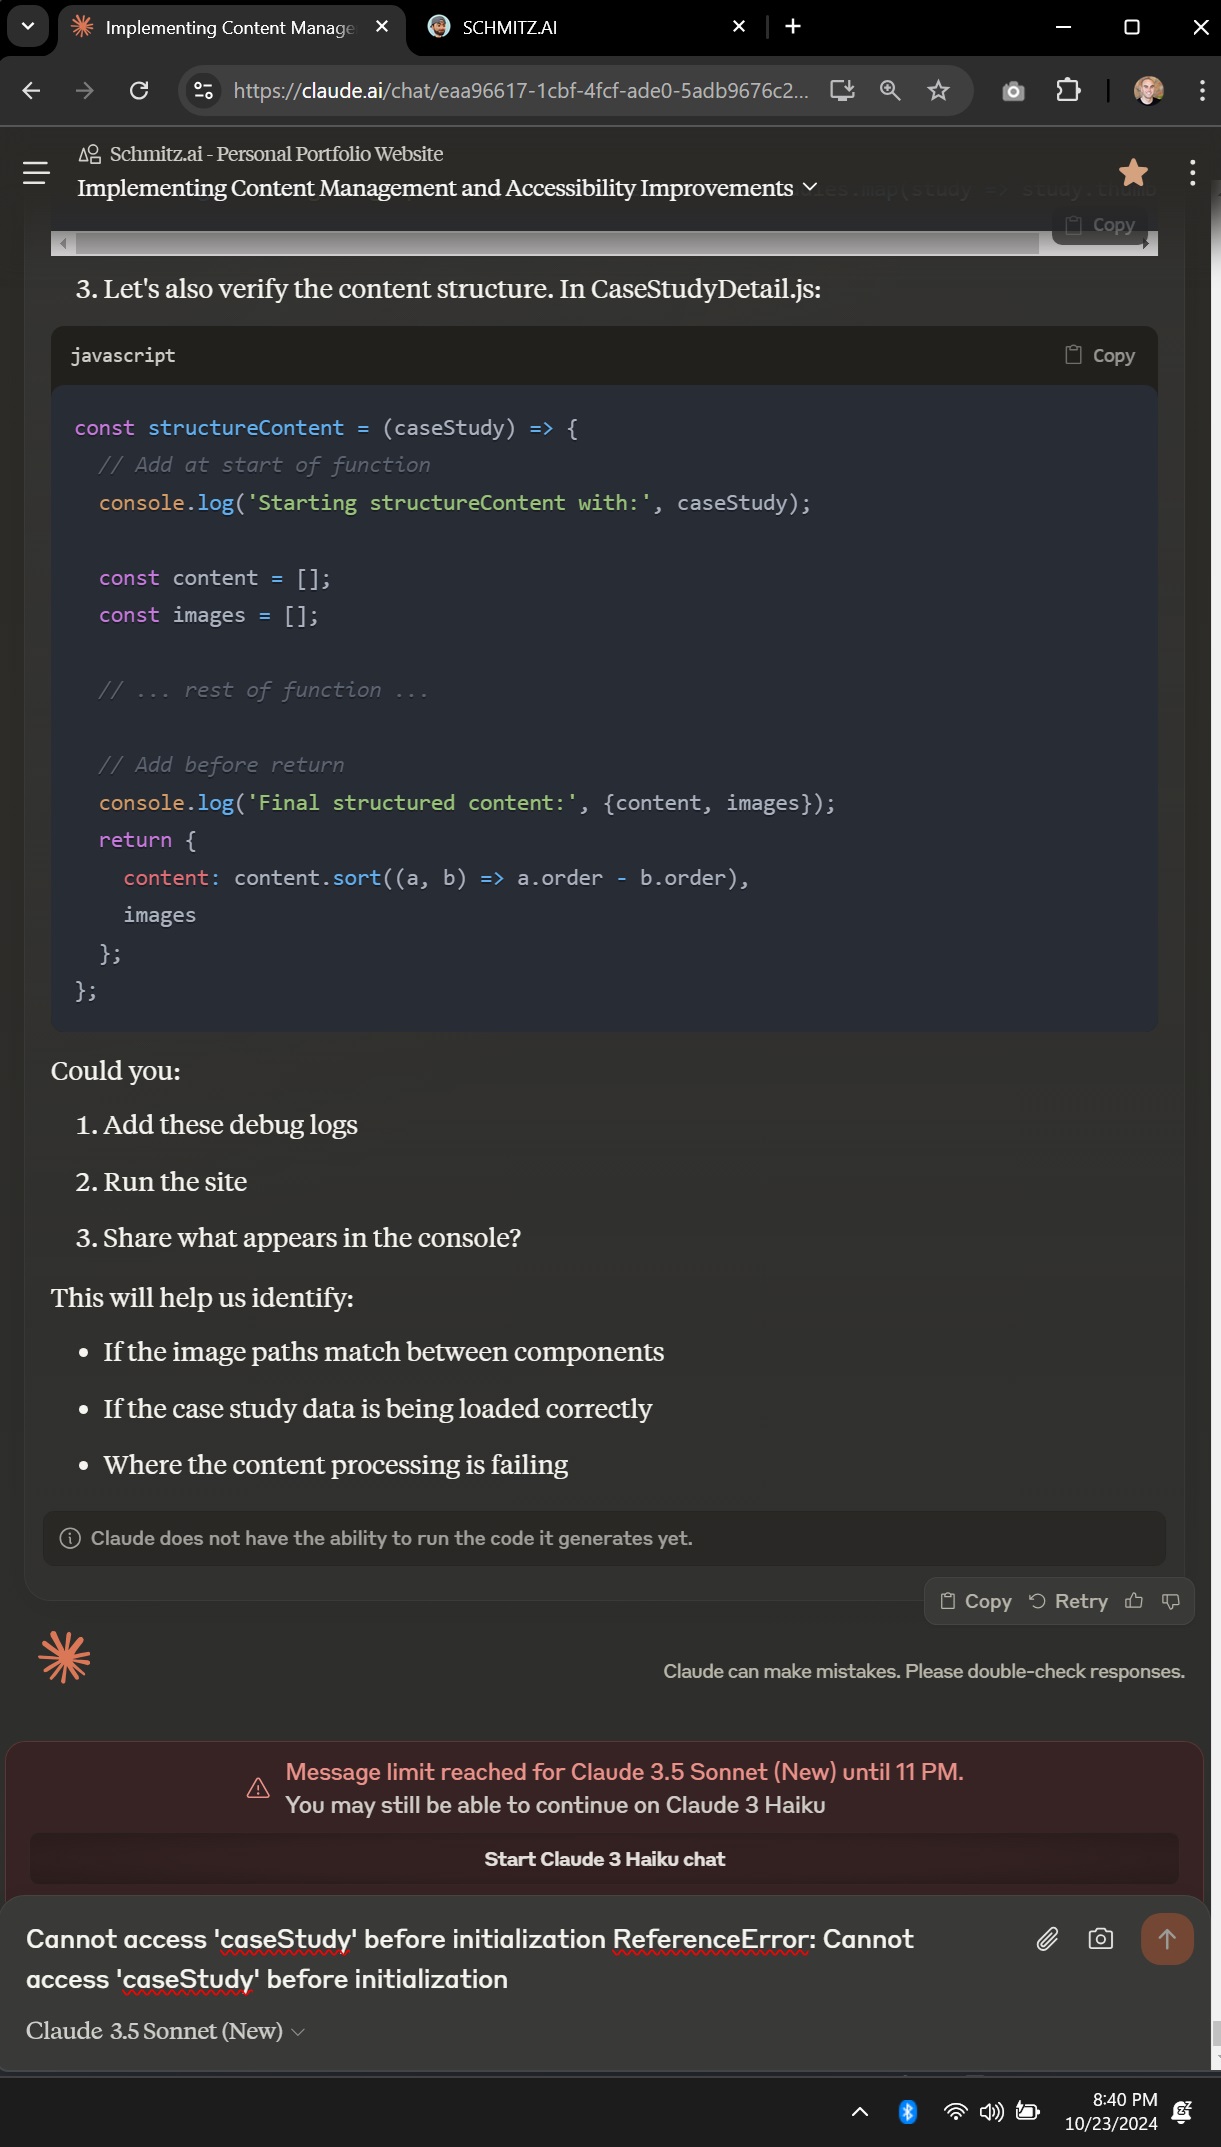 Implementing Content Manage
SCHMITZ.AI
https://claude.ai/chat/eaa96617-1cbf-4fcf-ade0-5adb9676c2...
Schmitz.ai - Personal Portfolio Website
Implementing Content Management and Accessibility Improvements
Copy
3. Let's also verify the content structure. In CaseStudyDetail.js:
javascript
Copy
const structureContent = (caseStudy) => {
// Add at start of function
console.log('Starting structureContent with:', caseStudy);
const content = [];
const images = [];
// ... rest of function ...
// Add before return
console.log('Final structured content:', {content, images});
return {
content: content.sort((a, b) => a.order - b.order),
images
};
};
Could you:
1. Add these debug logs
2. Run the site
3. Share what appears in the console?
This will help us identify:
• If the image paths match between components
• If the case study data is being loaded correctly
• Where the content processing is failing
Claude does not have the ability to run the code it generates yet.
Copy Retry
Claude can make mistakes. Please double-check responses.
Message limit reached for Claude 3.5 Sonnet (New) until 11 PM.
You may still be able to continue on Claude 3 Haiku
Start Claude 3 Haiku chat
Cannot access 'caseStudy' before initialization ReferenceError: Cannot
access 'caseStudy' before initialization
Claude 3.5 Sonnet (New)
8:40 PM
10/23/2024